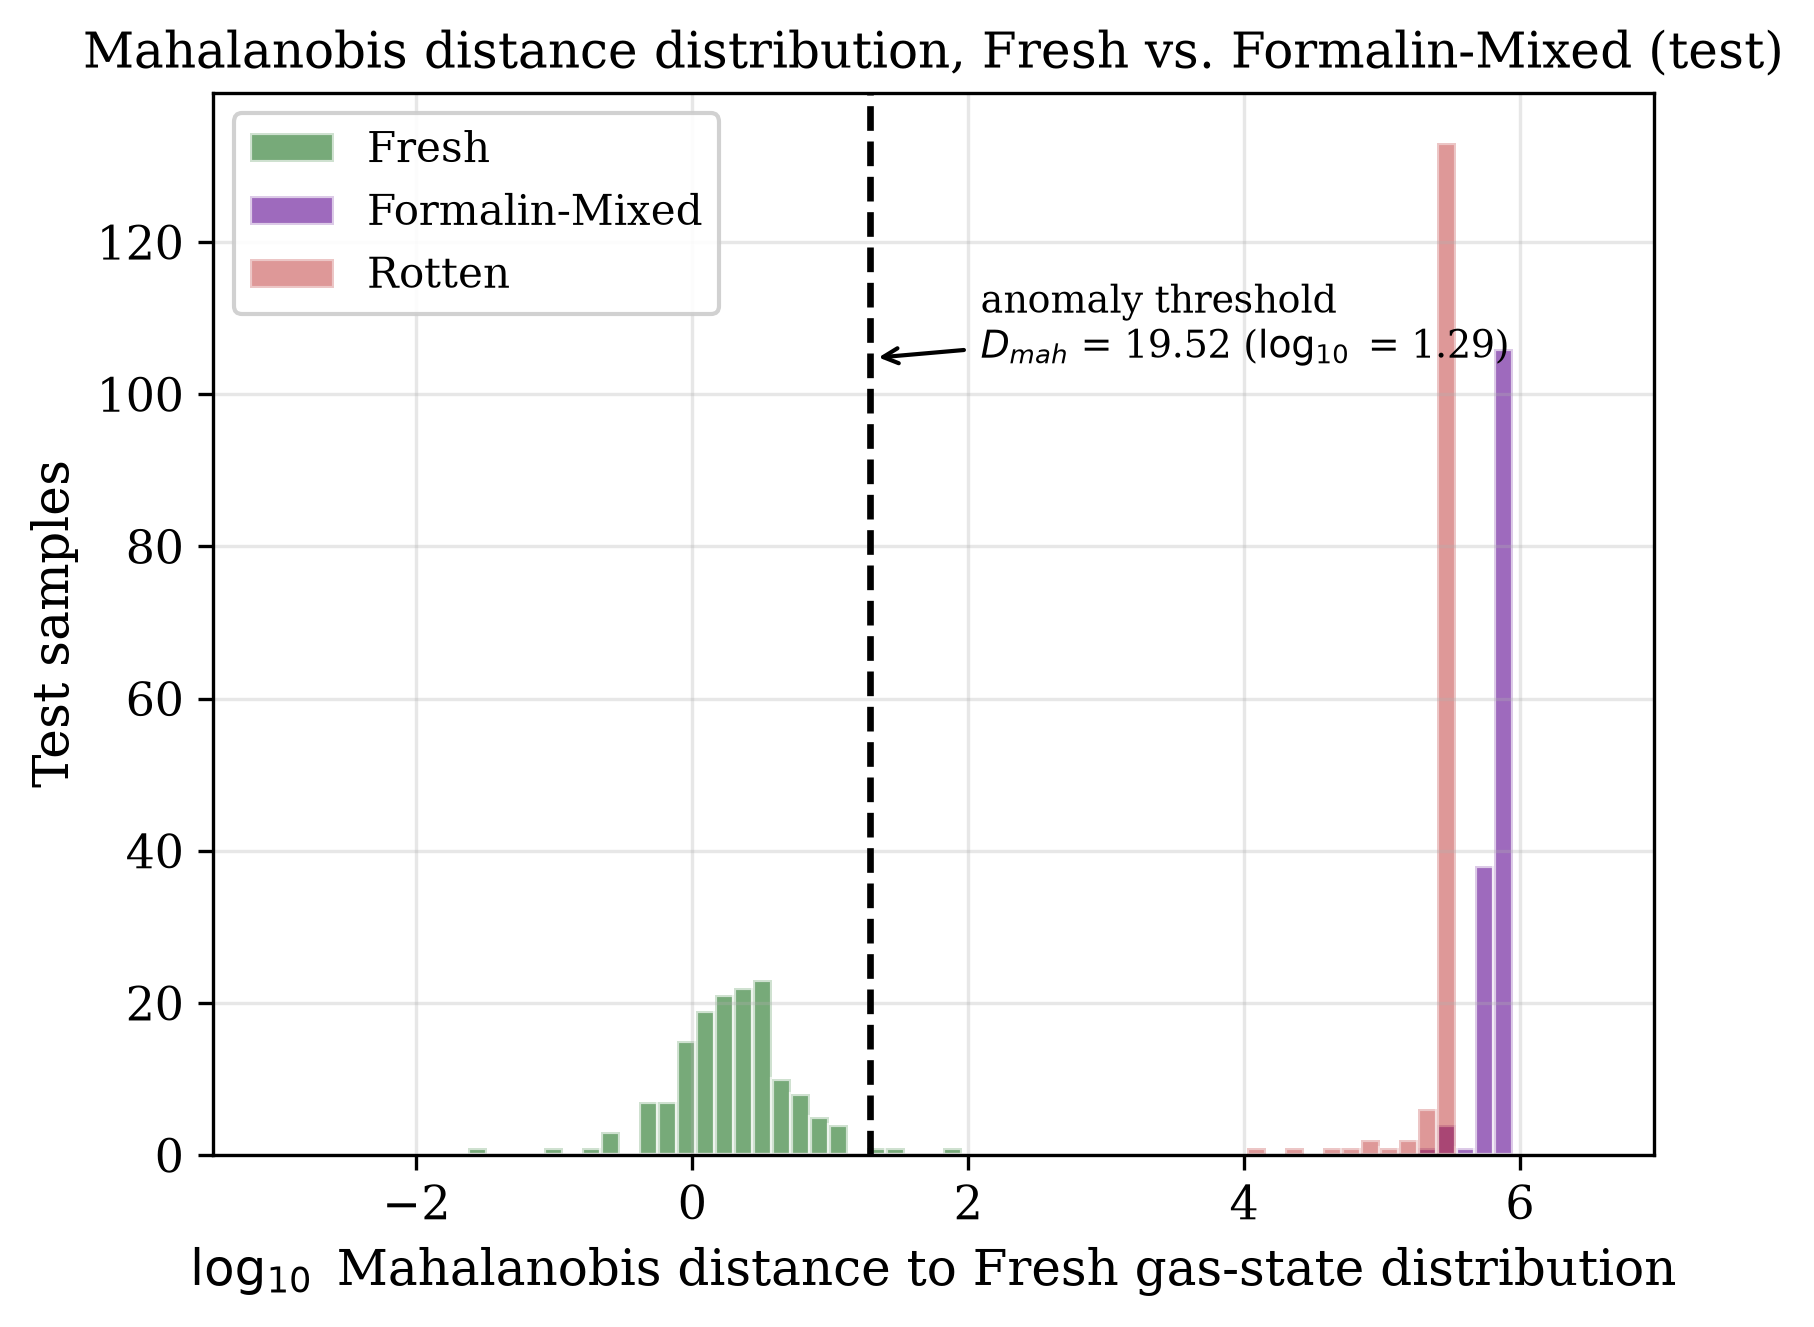 Mahalanobis distance distribution, Fresh vs. Formalin-Mixed (test)
Fresh
Formalin-Mixed
Rotten
anomaly threshold
D_mah = 19.52 (log₁₀ = 1.29)
Test samples
120
100
80
60
40
20
0
−2 0 2 4 6
log₁₀ Mahalanobis distance to Fresh gas-state distribution